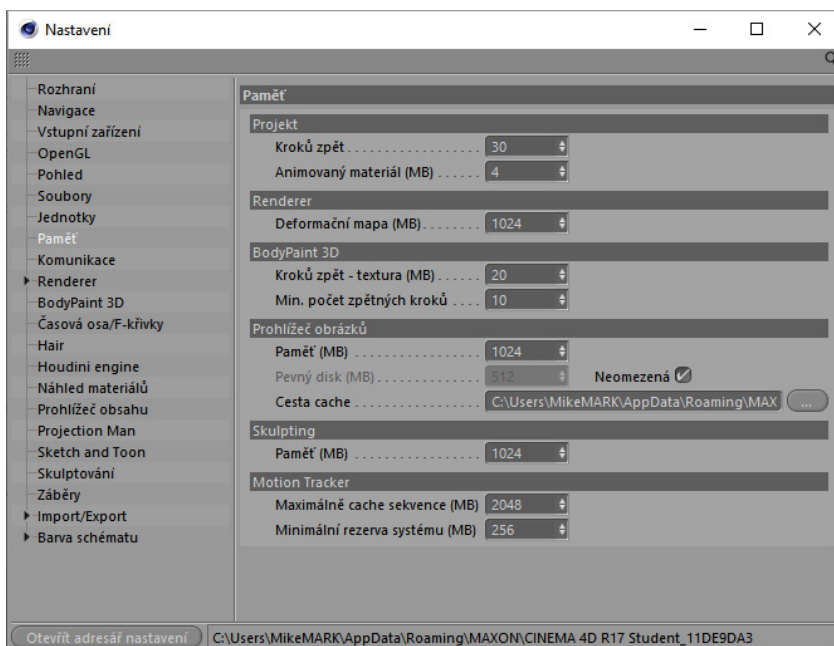 Nastavení
Rozhraní
Navigace
Vstupní zařízení
OpenGL
Pohled
Soubory
Jednotky
Paměť
Komunikace
Renderer
BodyPaint 3D
Časová osa/F-křivky
Hair
Houdini engine
Náhled materiálů
Prohlížeč obsahu
Projection Man
Sketch and Toon
Skulptování
Záběry
Import/Export
Barva schématu
Paměť
Projekt
Kroků zpět 30
Animovaný materiál (MB) 4
Renderer
Deformační mapa (MB) 1024
BodyPaint 3D
Kroků zpět - textura (MB) 20
Min. počet zpětných kroků 10
Prohlížeč obrázků
Paměť (MB) 1024
Pevný disk (MB) 512 Neomezená
Cesta cache C:\Users\MikeMARK\AppData\Roaming\MAX ...
Skulpting
Paměť (MB) 1024
Motion Tracker
Maximálně cache sekvence (MB) 2048
Minimální rezerva systému (MB) 256
Otevřít adresář nastavení C:\Users\MikeMARK\AppData\Roaming\MAXON\CINEMA 4D R17 Student_11DE9DA3